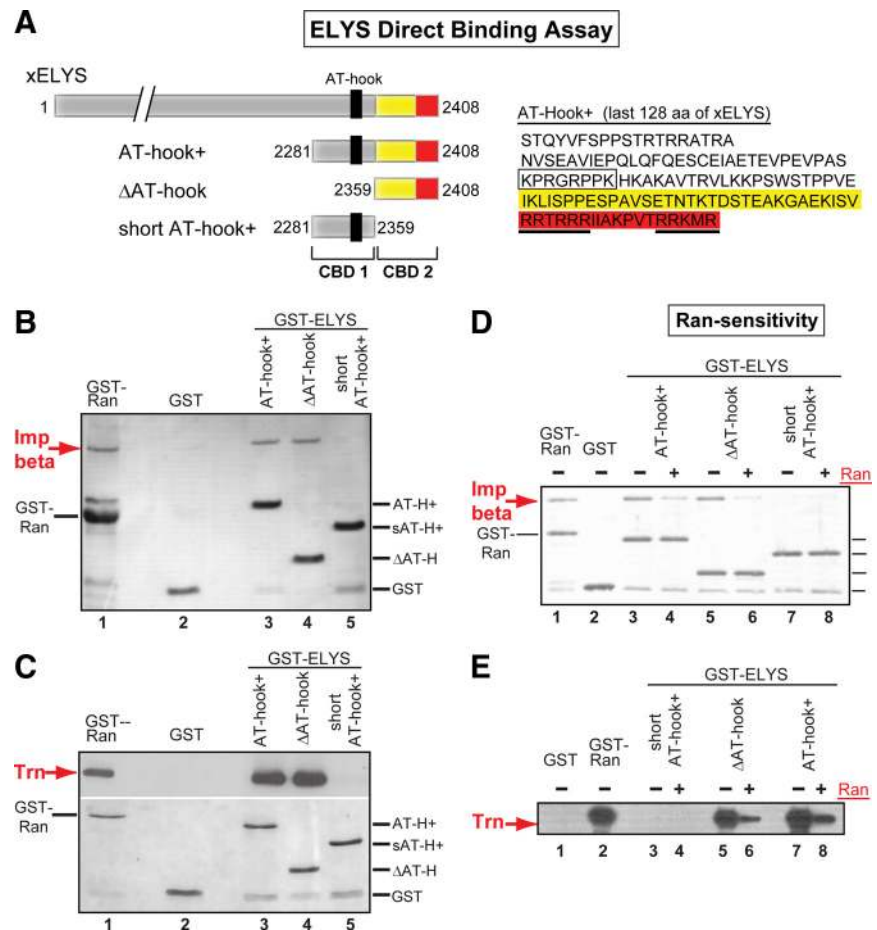 A
ELYS Direct Binding Assay
xELYS
AT-hook
1
2408
AT-hook+
2281
2408
ΔAT-hook
2359
2408
short AT-hook+
2281
2359
CBD 1
CBD 2
AT-Hook+ (last 128 aa of xELYS)
STQYVFSPPSTRTRRATRA
NVSEAVIEPQLQFQESCEIAETEVPEVPAS
KPRGRPPKHKAKAVTRVLKKPSWSTPPVE
IKLISPPESPAVSETNTKTDSTEAKGAEKISV
RRTRRRIIAKPVTRRKMR
B
GST-ELYS
GST-
Ran
GST
AT-hook+
ΔAT-hook
short
AT-hook+
Imp
beta
GST-
Ran
AT-H+
sAT-H+
ΔAT-H
GST
1 2 3 4 5
C
GST-ELYS
GST--
Ran
GST
AT-hook+
ΔAT-hook
short
AT-hook+
Trn
GST-
Ran
AT-H+
sAT-H+
ΔAT-H
GST
1 2 3 4 5
D
Ran-sensitivity
GST-ELYS
GST-
Ran
GST
AT-hook+
ΔAT-hook
short
AT-hook+
– – – + – + – + Ran
Imp
beta
GST-
Ran
1 2 3 4 5 6 7 8
E
GST-ELYS
GST
GST-
Ran
short
AT-hook+
ΔAT-hook
AT-hook+
– – – + – + – + Ran
Trn
1 2 3 4 5 6 7 8